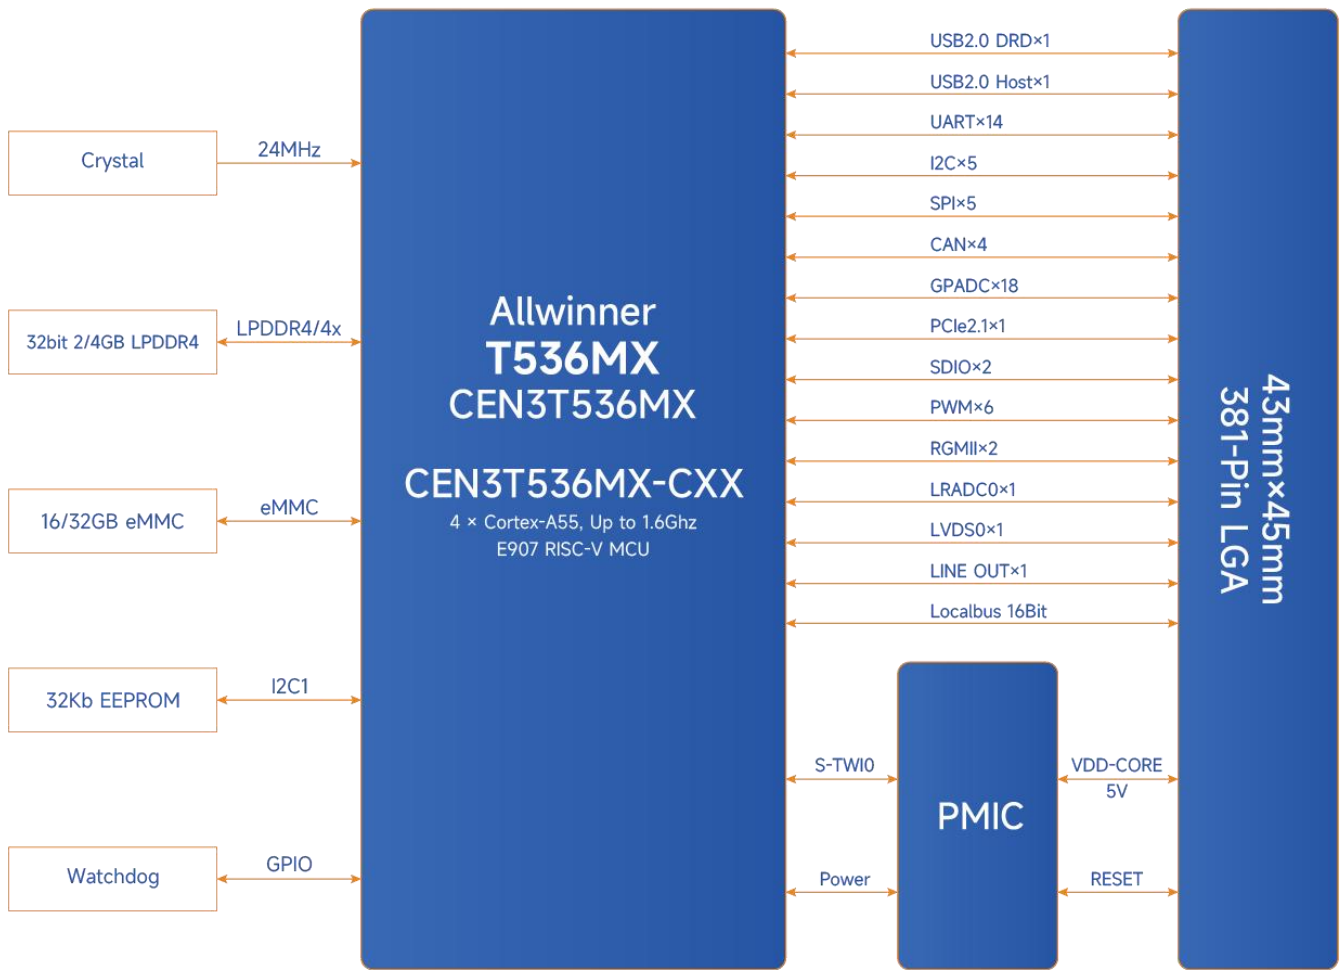 Crystal
24MHz
32bit 2/4GB LPDDR4
LPDDR4/4x
16/32GB eMMC
eMMC
32Kb EEPROM
I2C1
Watchdog
GPIO
Allwinner
T536MX
CEN3T536MX
CEN3T536MX-CXX
4 × Cortex-A55, Up to 1.6Ghz
E907 RISC-V MCU
USB2.0 DRD×1
USB2.0 Host×1
UART×14
I2C×5
SPI×5
CAN×4
GPADC×18
PCIe2.1×1
SDIO×2
PWM×6
RGMII×2
LRADC0×1
LVDS0×1
LINE OUT×1
Localbus 16Bit
S-TWI0
Power
PMIC
VDD-CORE
5V
RESET
43mm×45mm
381-Pin LGA